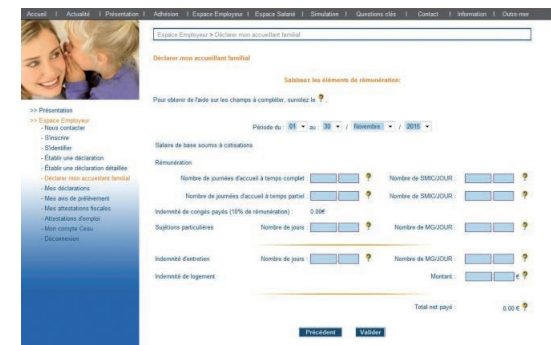 Accueil | Actualité | Présentation | Adhésion | Espace Employeur | Espace Salarié | Simulation | Questions clés | Contact | Information | Outre-mer
Espace Employeur > Déclarer mon accueillant familial
Déclarer mon accueillant familial
Saisissez les éléments de rémunération:
Pour obtenir de l'aide sur les champs à compléter, survolez le ? .
>> Présentation
>> Espace Employeur
- Nous contacter
- S'inscrire
- S'identifier
- Établir une déclaration
- Établir une déclaration détaillée
- Déclarer mon accueillant familial
- Mes déclarations
- Mes avis de prélèvement
- Mes attestations fiscales
- Attestations d'emploi
- Mon compte Cesu
- Déconnexion
Période du : 01 au : 30 / Novembre / 2015
Salaire de base soumis à cotisations
Rémunération
Nombre de journées d'accueil à temps complet : ? Nombre de SMIC/JOUR : ?
Nombre de journées d'accueil à temps partiel : ? Nombre de SMIC/JOUR : ?
Indemnité de congés payés (10% de rémunération) : 0.00€
Sujétions particulières Nombre de jours : ? Nombre de MG/JOUR : ?
Indemnité d'entretien Nombre de jours : ? Nombre de MG/JOUR : ?
Indemnité de logement Montant : € ?
Total net payé : 0.00 € ?
Précédent Valider